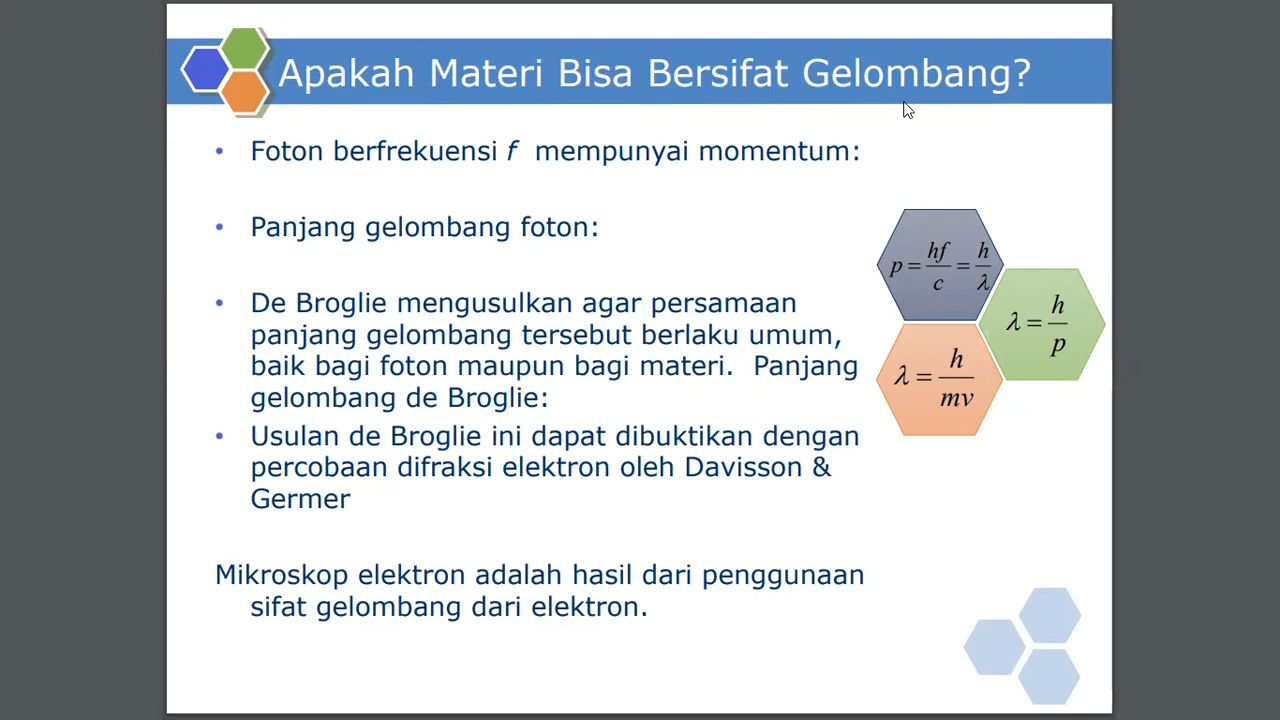 Apakah Materi Bisa Bersifat Gelombang?
• Foton berfrekuensi f mempunyai momentum:
• Panjang gelombang foton:
• De Broglie mengusulkan agar persamaan
panjang gelombang tersebut berlaku umum,
baik bagi foton maupun bagi materi. Panjang
gelombang de Broglie:
• Usulan de Broglie ini dapat dibuktikan dengan
percobaan difraksi elektron oleh Davisson &
Germer
Mikroskop elektron adalah hasil dari penggunaan
sifat gelombang dari elektron.
p = hf/c = h/λ
λ = h/p
λ = h/mv